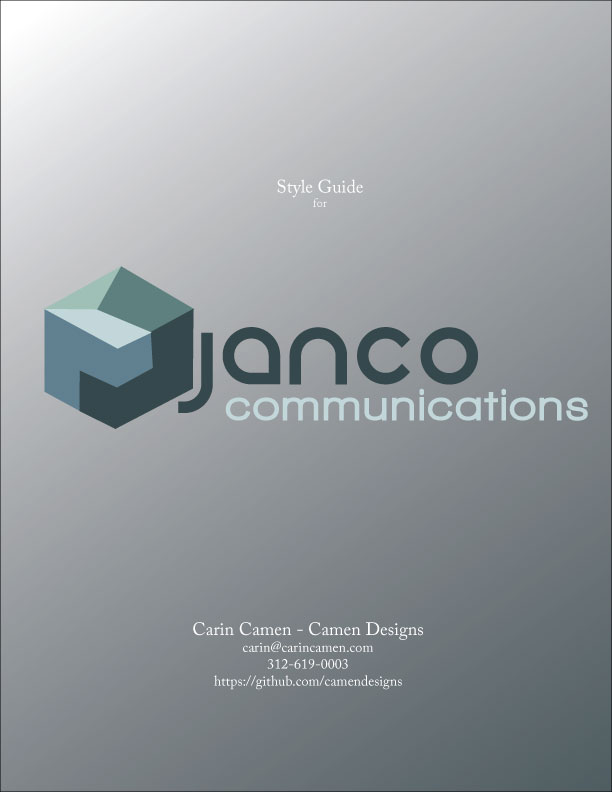 Style Guide
for
janco
communications
Carin Camen - Camen Designs
carin@carincamen.com
312-619-0003
https://github.com/camendesigns